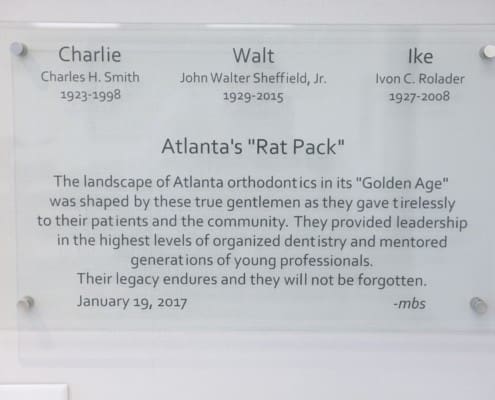 Charlie Walt Ike
Charles H. Smith John Walter Sheffield, Jr. Ivon C. Rolader
1923-1998 1929-2015 1927-2008
Atlanta's "Rat Pack"
The landscape of Atlanta orthodontics in its "Golden Age"
was shaped by these true gentlemen as they gave tirelessly
to their patients and the community. They provided leadership
in the highest levels of organized dentistry and mentored
generations of young professionals.
Their legacy endures and they will not be forgotten.
January 19, 2017 -mbs